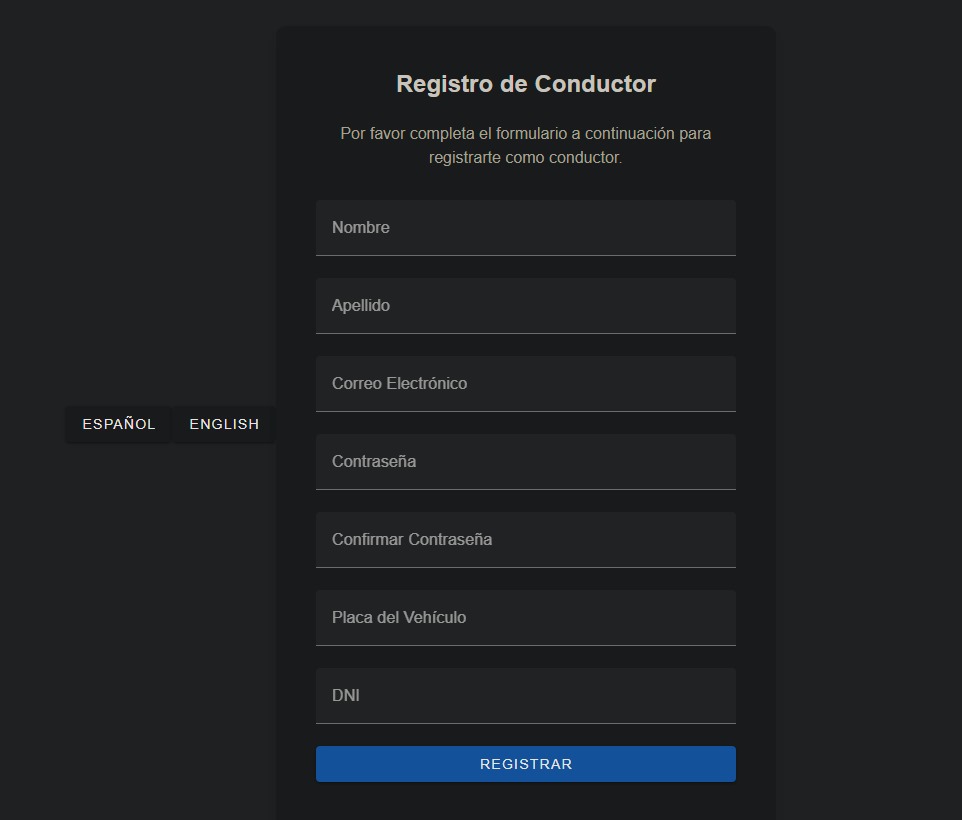 Registro de Conductor
Por favor completa el formulario a continuación para
registrarte como conductor.
Nombre
Apellido
Correo Electrónico
ESPAÑOL ENGLISH
Contraseña
Confirmar Contraseña
Placa del Vehículo
DNI
REGISTRAR